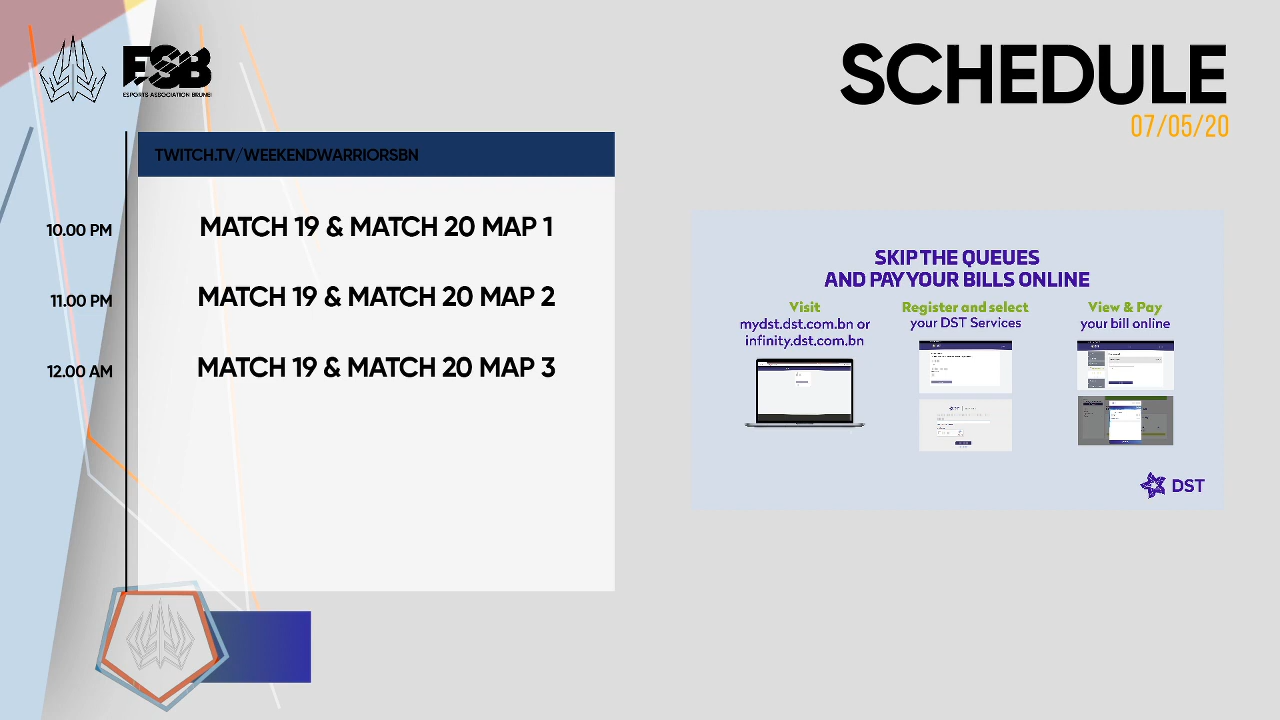 ESB
ESPORTS ASSOCIATION BRUNEI
SCHEDULE
07/05/20
TWITCH.TV/WEEKENDWARRIORSBN
10.00 PM MATCH 19 & MATCH 20 MAP 1
11.00 PM MATCH 19 & MATCH 20 MAP 2
12.00 AM MATCH 19 & MATCH 20 MAP 3
SKIP THE QUEUES
AND PAY YOUR BILLS ONLINE
Visit
mydst.dst.com.bn or
infinity.dst.com.bn
Register and select
your DST Services
View & Pay
your bill online
DST
DST